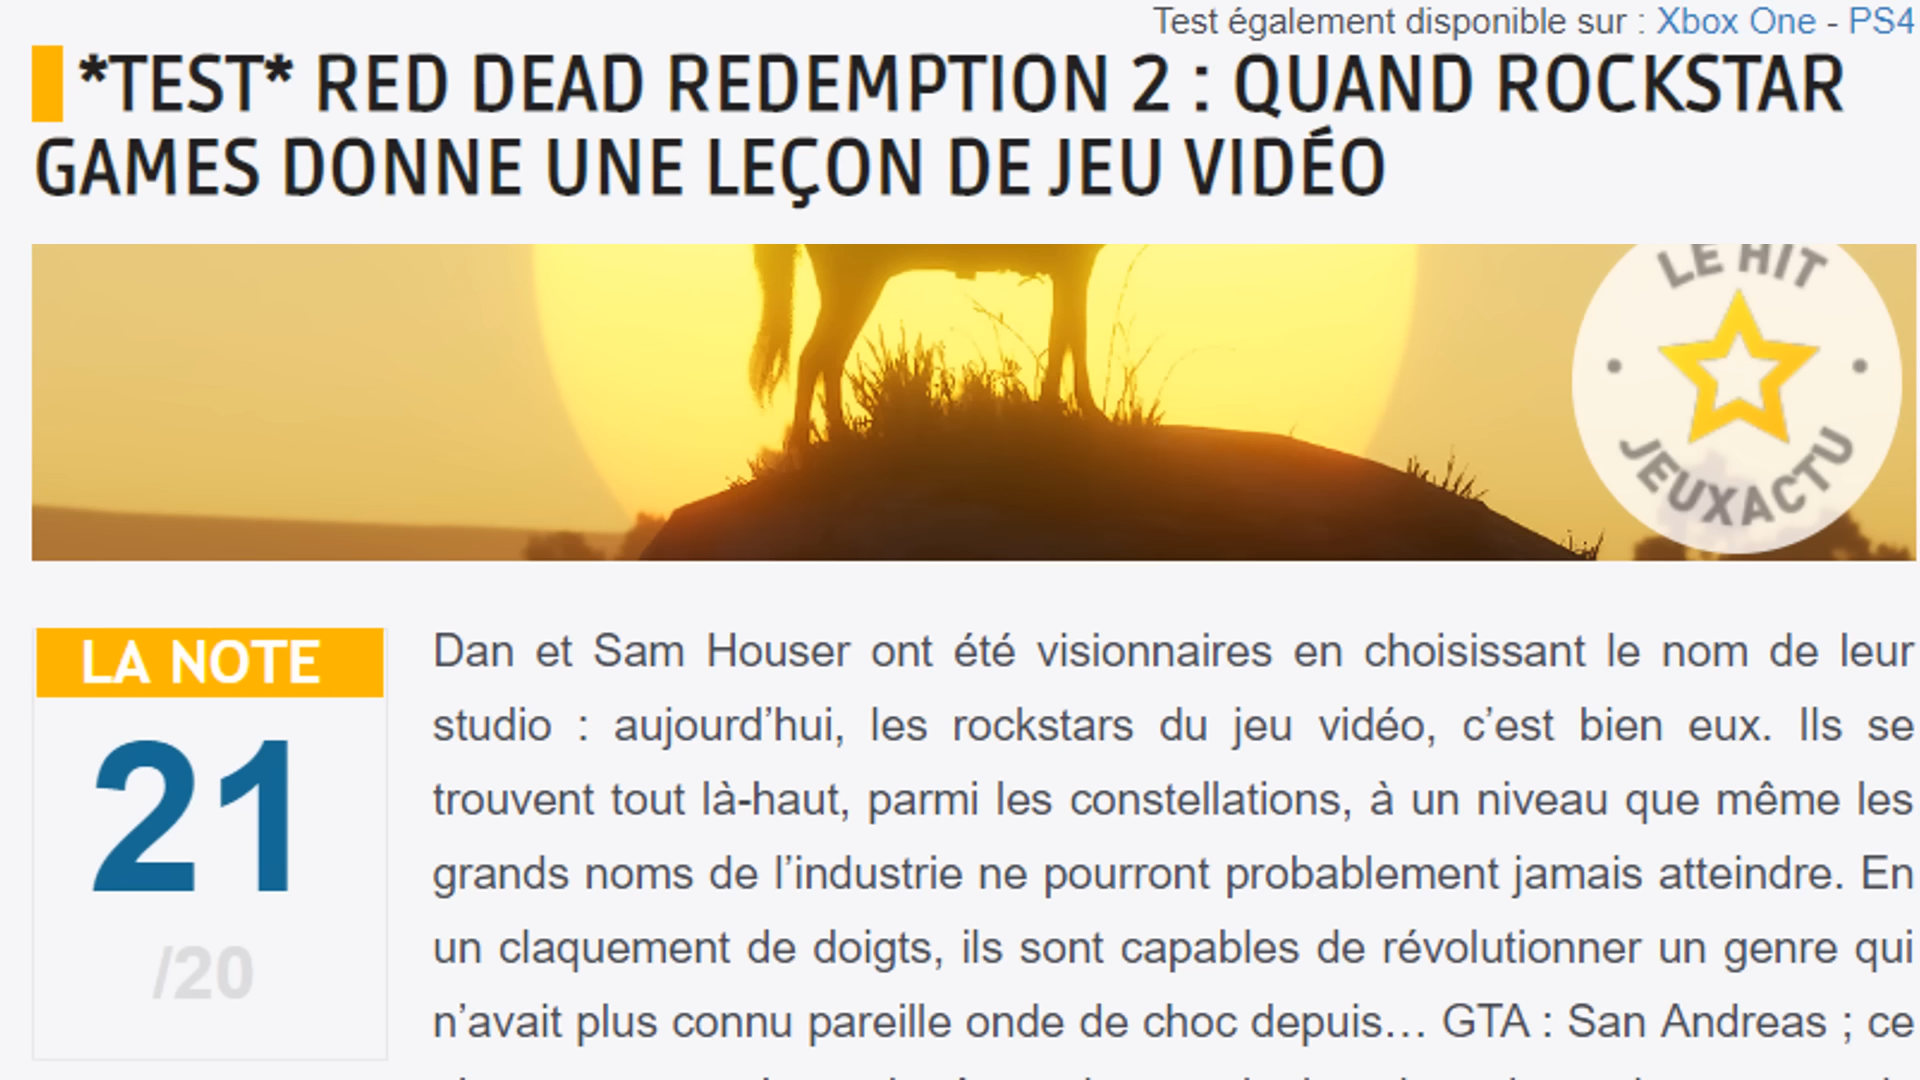 Test également disponible sur : Xbox One - PS4
*TEST* RED DEAD REDEMPTION 2 : QUAND ROCKSTAR
GAMES DONNE UNE LEÇON DE JEU VIDÉO
LE HIT
JEUXACTU
LA NOTE
21
/20
Dan et Sam Houser ont été visionnaires en choisissant le nom de leur
studio : aujourd’hui, les rockstars du jeu vidéo, c’est bien eux. Ils se
trouvent tout là-haut, parmi les constellations, à un niveau que même les
grands noms de l’industrie ne pourront probablement jamais atteindre. En
un claquement de doigts, ils sont capables de révolutionner un genre qui
n’avait plus connu pareille onde de choc depuis… GTA : San Andreas ; ce